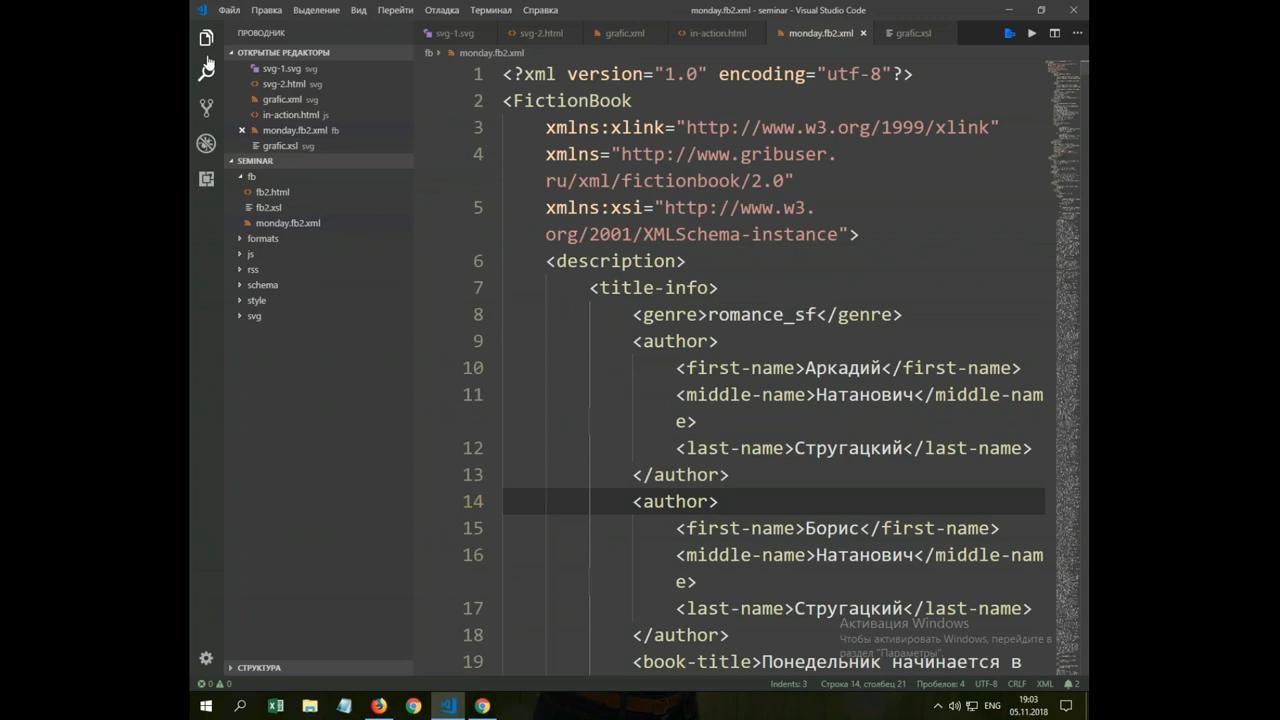 Файл Правка Выделение Вид Перейти Отладка Терминал Справка monday.fb2.xml - seminar - Visual Studio Code
ПРОВОДНИК
ОТКРЫТЫЕ РЕДАКТОРЫ
svg-1.svg svg
svg-2.html svg
grafic.xml svg
in-action.html js
monday.fb2.xml fb
grafic.xsl svg
SEMINAR
fb
fb2.html
fb2.xsl
monday.fb2.xml
formats
js
rss
schema
style
svg
СТРУКТУРА
svg-1.svg svg-2.html grafic.xml in-action.html monday.fb2.xml grafic.xsl
fb monday.fb2.xml
1 <?xml version="1.0" encoding="utf-8"?>
2 <FictionBook
3 xmlns:xlink="http://www.w3.org/1999/xlink"
4 xmlns="http://www.gribuser.
ru/xml/fictionbook/2.0"
5 xmlns:xsi="http://www.w3.
org/2001/XMLSchema-instance">
6 <description>
7 <title-info>
8 <genre>romance_sf</genre>
9 <author>
10 <first-name>Аркадий</first-name>
11 <middle-name>Натанович</middle-nam
e>
12 <last-name>Стругацкий</last-name>
13 </author>
14 <author>
15 <first-name>Борис</first-name>
16 <middle-name>Натанович</middle-nam
e>
17 <last-name>Стругацкий</last-name>
18 </author>
19 <book-title>Понедельник начинается в
Активация Windows
Чтобы активировать Windows, перейдите в
раздел "Параметры".
0 0 Indents: 3 Строка 14, столбец 21 Пробелов: 4 UTF-8 CRLF XML 2
ENG 19:03
05.11.2018